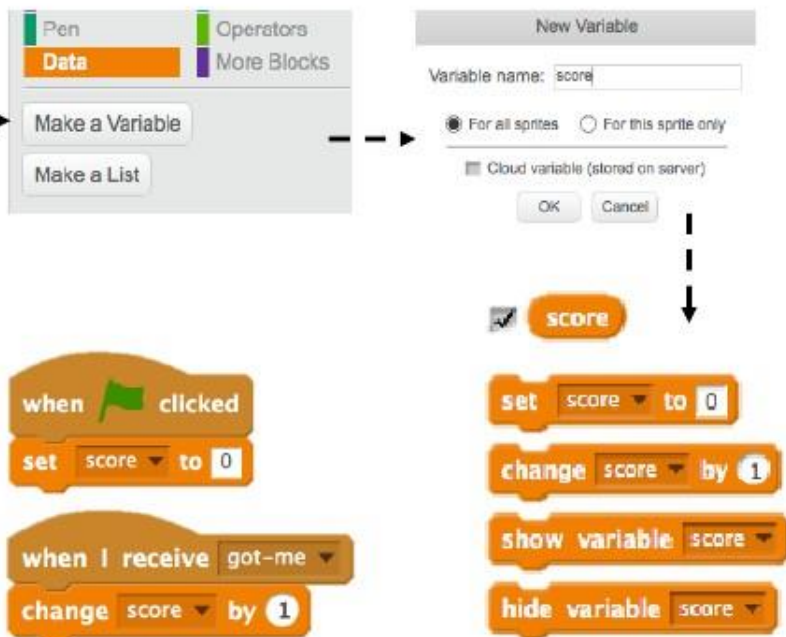 Pen Operators
Data More Blocks
Make a Variable
Make a List
New Variable
Variable name: score
For all sprites For this sprite only
Cloud variable (stored on server)
OK Cancel
score
set score to 0
change score by 1
show variable score
hide variable score
when clicked
set score to 0
when I receive got-me
change score by 1